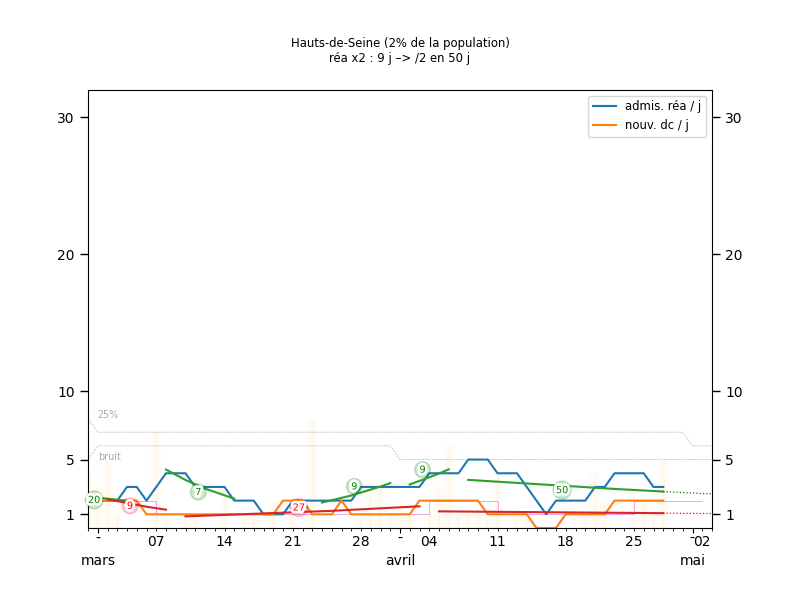 Hauts-de-Seine (2% de la population)
réa x2 : 9 j –> /2 en 50 j
admis. réa / j
nouv. dc / j
30 30
20 20
10 10
25%
5 bruit 5
9 9 50
20 9 7 27
1 1
- 07 14 21 28 - 04 11 18 25 - 02
mars avril mai